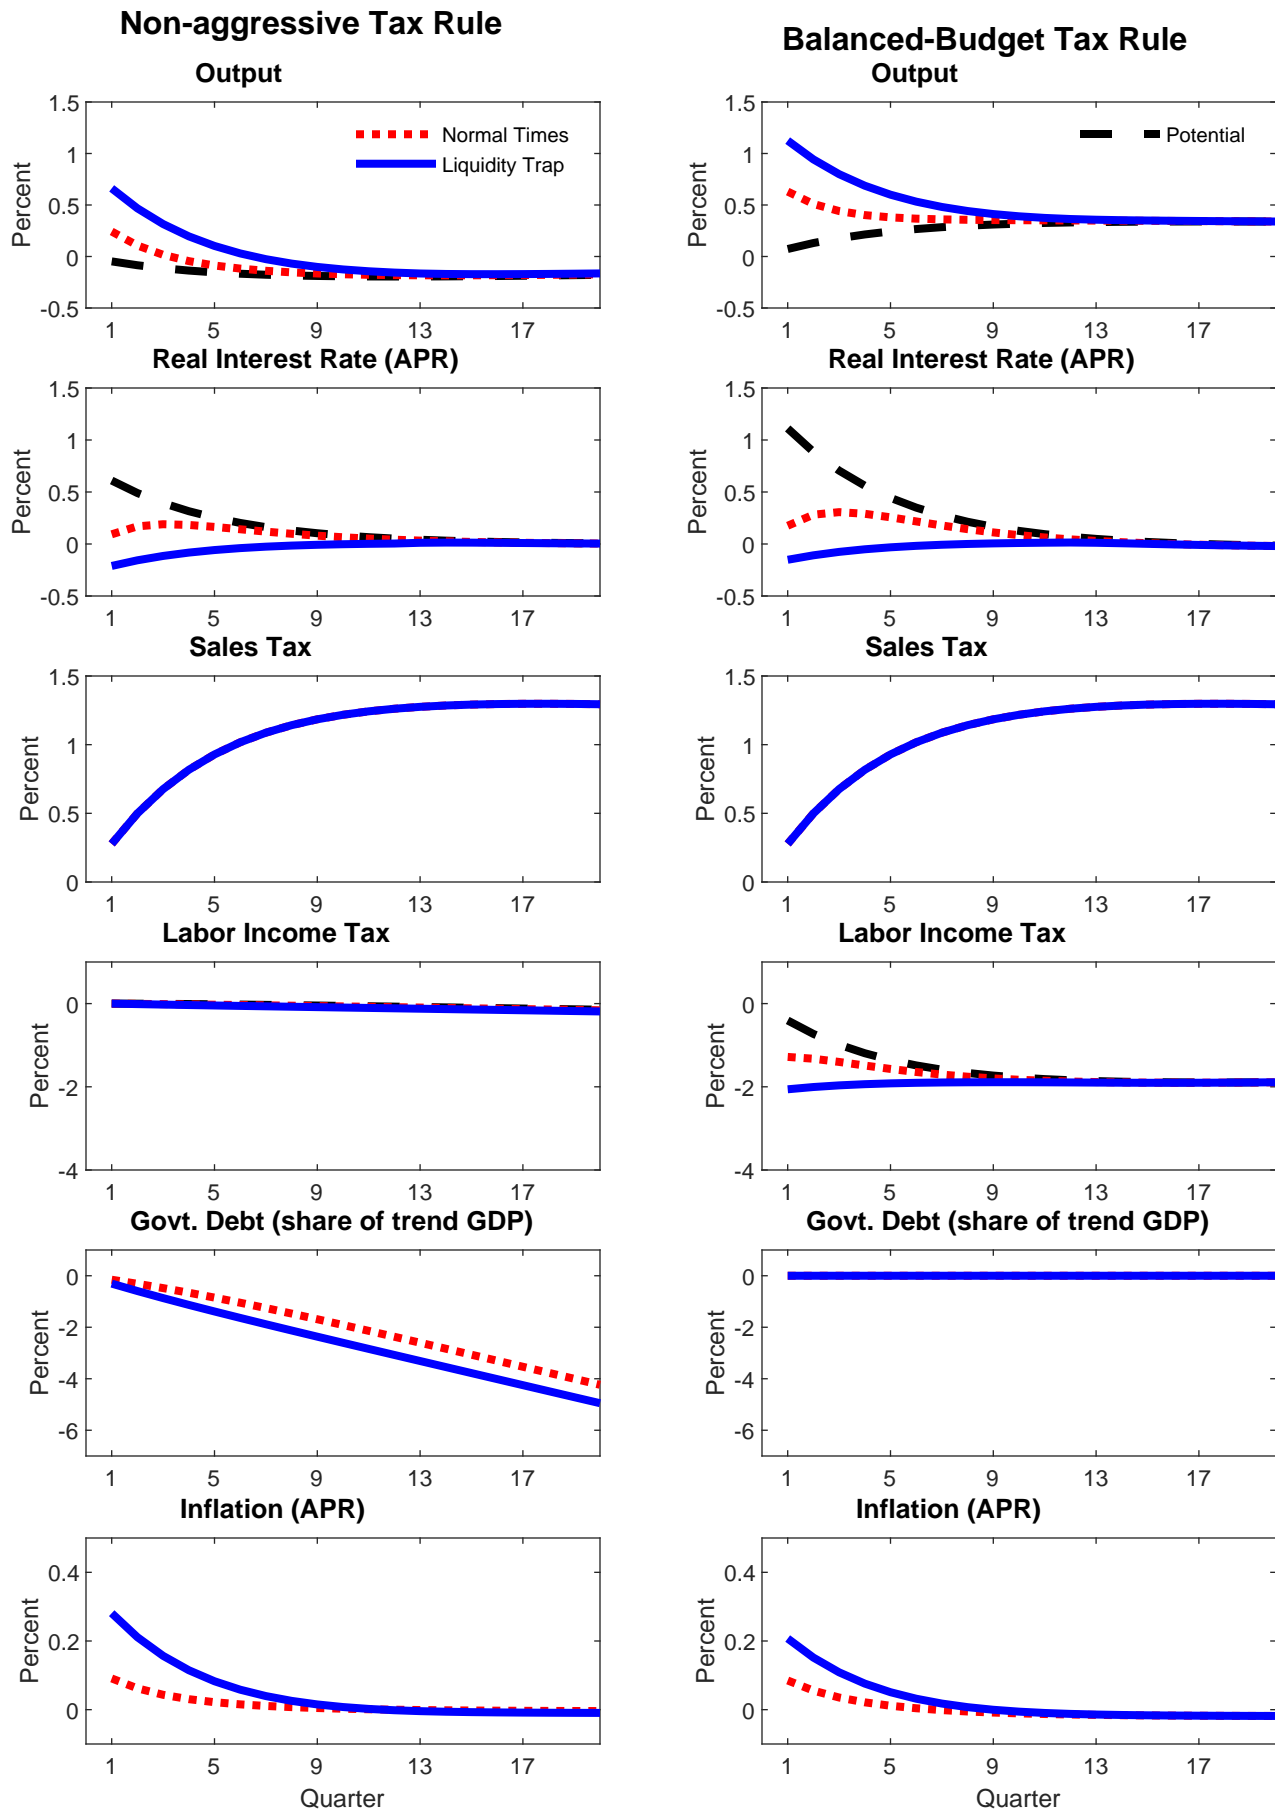 Non-aggressive Tax Rule
Balanced-Budget Tax Rule
Output
Percent
1.5
1
0.5
0
-0.5
Normal Times
Liquidity Trap
1 5 9 13 17
Output
Percent
1.5
1
0.5
0
-0.5
Potential
1 5 9 13 17
Real Interest Rate (APR)
Percent
1.5
1
0.5
0
-0.5
1 5 9 13 17
Real Interest Rate (APR)
Percent
1.5
1
0.5
0
-0.5
1 5 9 13 17
Sales Tax
Percent
1.5
1
0.5
0
1 5 9 13 17
Sales Tax
Percent
1.5
1
0.5
0
1 5 9 13 17
Labor Income Tax
Percent
0
-2
-4
1 5 9 13 17
Labor Income Tax
Percent
0
-2
-4
1 5 9 13 17
Govt. Debt (share of trend GDP)
Percent
0
-2
-4
-6
1 5 9 13 17
Govt. Debt (share of trend GDP)
Percent
0
-2
-4
-6
1 5 9 13 17
Inflation (APR)
Percent
0.4
0.2
0
1 5 9 13 17
Quarter
Inflation (APR)
Percent
0.4
0.2
0
1 5 9 13 17
Quarter